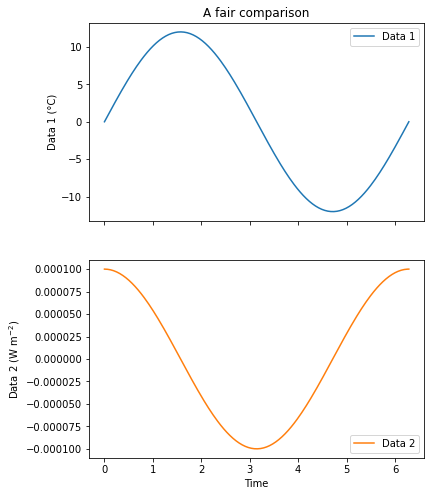 A fair comparison
Data 1
10
5
0
−5
−10
Data 1 (°C)
0.000100
0.000075
0.000050
0.000025
0.000000
−0.000025
−0.000050
−0.000075
−0.000100
Data 2 (W m⁻²)
Data 2
0 1 2 3 4 5 6
Time